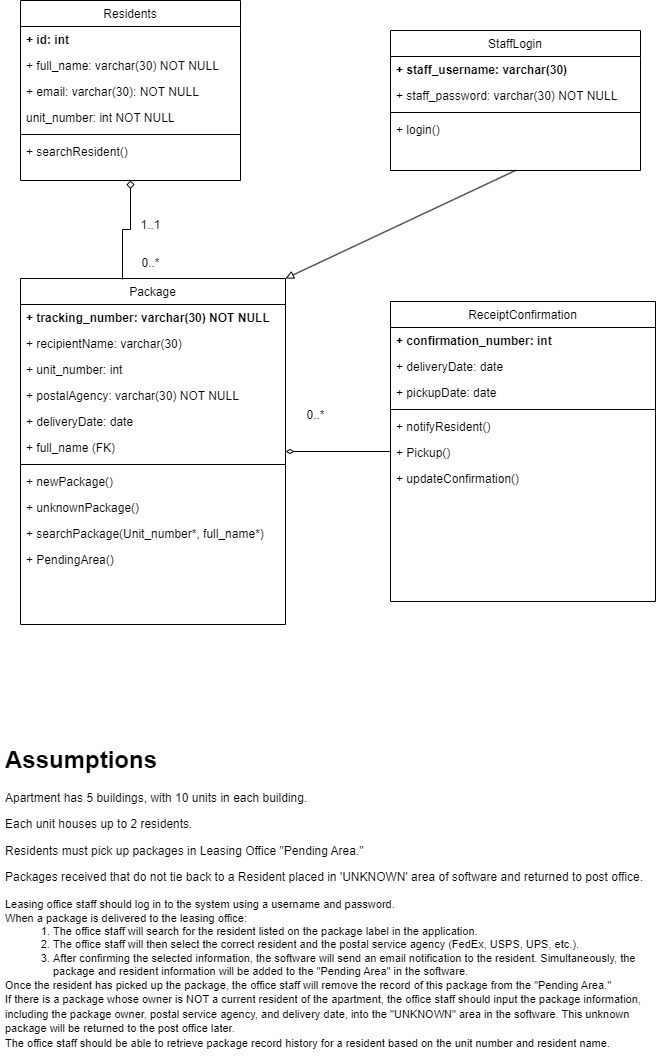 Residents
+ id: int
+ full_name: varchar(30) NOT NULL
+ email: varchar(30): NOT NULL
unit_number: int NOT NULL
+ searchResident()
StaffLogin
+ staff_username: varchar(30)
+ staff_password: varchar(30) NOT NULL
+ login()
1..1
0..*
Package
+ tracking_number: varchar(30) NOT NULL
+ recipientName: varchar(30)
+ unit_number: int
+ postalAgency: varchar(30) NOT NULL
+ deliveryDate: date
+ full_name (FK)
+ newPackage()
+ unknownPackage()
+ searchPackage(Unit_number*, full_name*)
+ PendingArea()
0..*
ReceiptConfirmation
+ confirmation_number: int
+ deliveryDate: date
+ pickupDate: date
+ notifyResident()
+ Pickup()
+ updateConfirmation()
Assumptions
Apartment has 5 buildings, with 10 units in each building.
Each unit houses up to 2 residents.
Residents must pick up packages in Leasing Office "Pending Area."
Packages received that do not tie back to a Resident placed in 'UNKNOWN' area of software and returned to post office.
Leasing office staff should log in to the system using a username and password.
When a package is delivered to the leasing office:
1. The office staff will search for the resident listed on the package label in the application.
2. The office staff will then select the correct resident and the postal service agency (FedEx, USPS, UPS, etc.).
3. After confirming the selected information, the software will send an email notification to the resident. Simultaneously, the
package and resident information will be added to the "Pending Area" in the software.
Once the resident has picked up the package, the office staff will remove the record of this package from the "Pending Area."
If there is a package whose owner is NOT a current resident of the apartment, the office staff should input the package information,
including the package owner, postal service agency, and delivery date, into the "UNKNOWN" area in the software. This unknown
package will be returned to the post office later.
The office staff should be able to retrieve package record history for a resident based on the unit number and resident name.